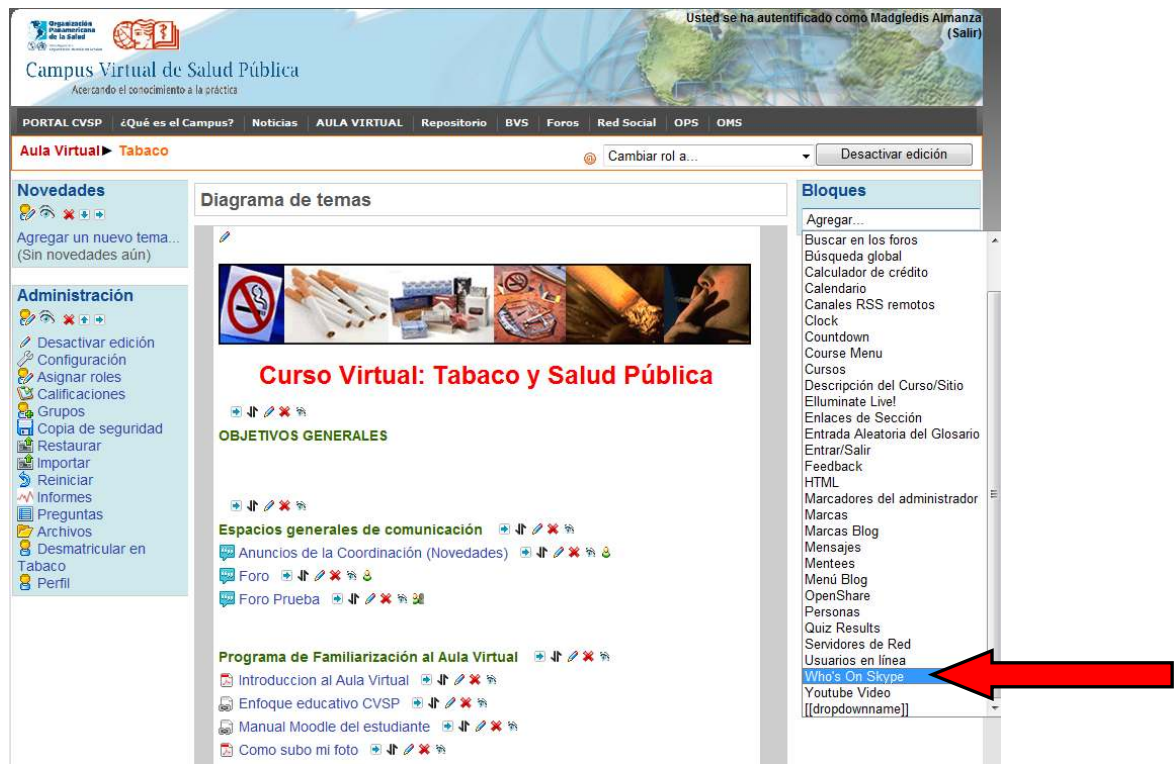 Organización
Panamericana
de la Salud
Usted se ha autentificado como Madgledis Almanza
(Salir)
Campus Virtual de Salud Pública
Acercando el conocimiento a la práctica
PORTAL CVSP ¿Qué es el Campus? Noticias AULA VIRTUAL Repositorio BVS Foros Red Social OPS OMS
Aula Virtual► Tabaco
Cambiar rol a...
Desactivar edición
Novedades
Agregar un nuevo tema...
(Sin novedades aún)
Administración
Desactivar edición
Configuración
Asignar roles
Calificaciones
Grupos
Copia de seguridad
Restaurar
Importar
Reiniciar
Informes
Preguntas
Archivos
Desmatricular en
Tabaco
Perfil
Diagrama de temas
Curso Virtual: Tabaco y Salud Pública
OBJETIVOS GENERALES
Espacios generales de comunicación
Anuncios de la Coordinación (Novedades)
Foro
Foro Prueba
Programa de Familiarización al Aula Virtual
Introduccion al Aula Virtual
Enfoque educativo CVSP
Manual Moodle del estudiante
Como subo mi foto
Bloques
Agregar...
Buscar en los foros
Búsqueda global
Calculador de crédito
Calendario
Canales RSS remotos
Clock
Countdown
Course Menu
Cursos
Descripción del Curso/Sitio
Elluminate Live!
Enlaces de Sección
Entrada Aleatoria del Glosario
Entrar/Salir
Feedback
HTML
Marcadores del administrador
Marcas
Marcas Blog
Mensajes
Mentees
Menú Blog
OpenShare
Personas
Quiz Results
Servidores de Red
Usuarios en línea
Who's On Skype
Youtube Video
[[dropdownname]]